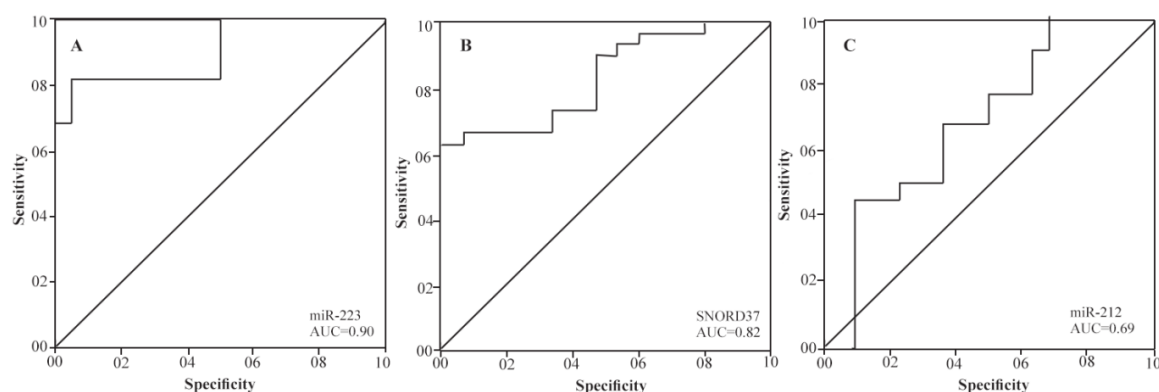 A
Sensitivity
10
08
06
04
02
00
00 02 04 06 08 10
Specificity
miR-223
AUC=0.90
B
Sensitivity
10
08
06
04
02
00
00 02 04 06 08 10
Specificity
SNORD37
AUC=0.82
C
Sensitivity
10
08
06
04
02
00
00 02 04 06 08 10
Specificity
miR-212
AUC=0.69